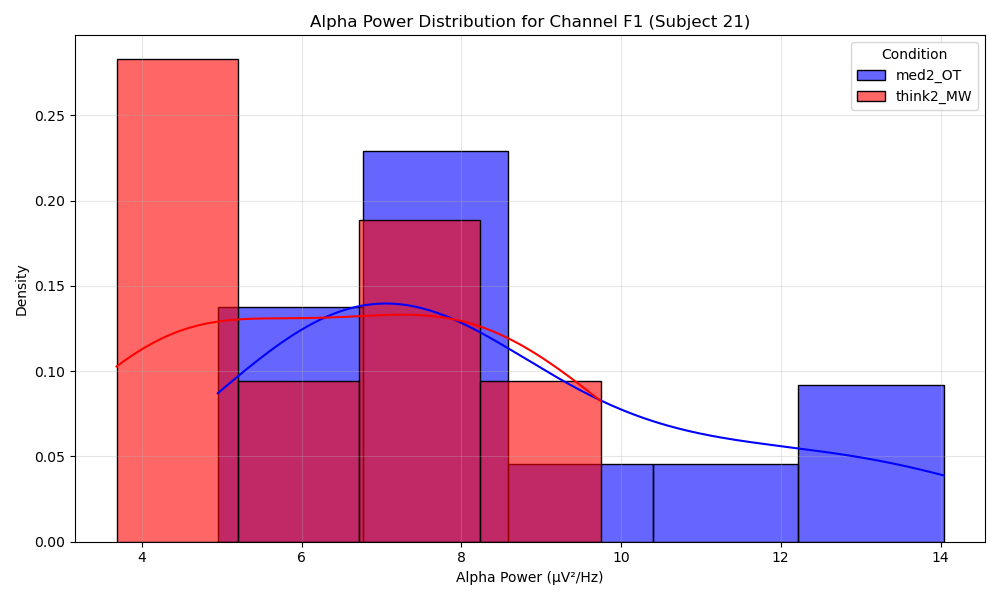 Alpha Power Distribution for Channel F1 (Subject 21)
Condition
med2_OT
think2_MW
Density
0.25
0.20
0.15
0.10
0.05
0.00
4 6 8 10 12 14
Alpha Power (µV²/Hz)